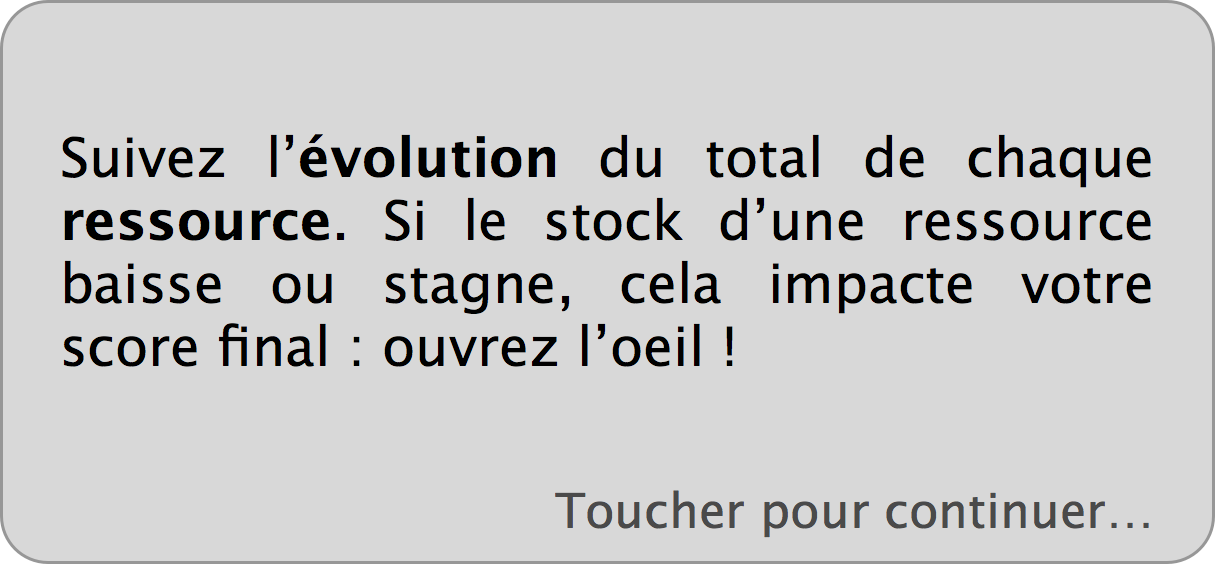 Suivez l’évolution du total de chaque
ressource. Si le stock d’une ressource
baisse ou stagne, cela impacte votre
score final : ouvrez l’oeil !
Toucher pour continuer…